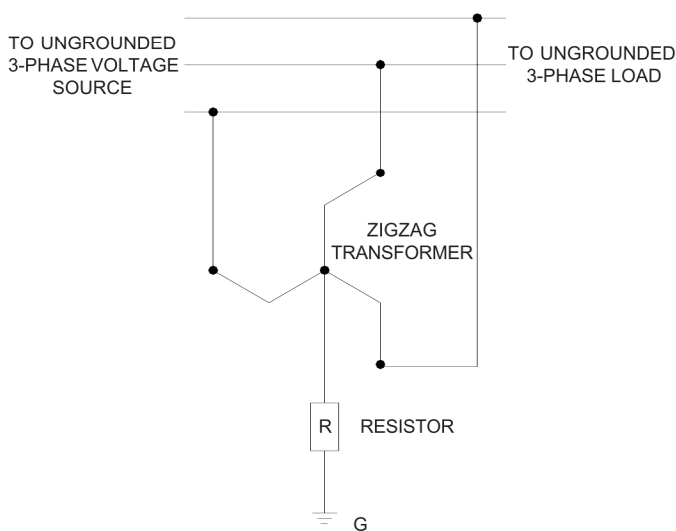 TO UNGROUNDED
3-PHASE VOLTAGE
SOURCE
TO UNGROUNDED
3-PHASE LOAD
ZIGZAG
TRANSFORMER
R
RESISTOR
G